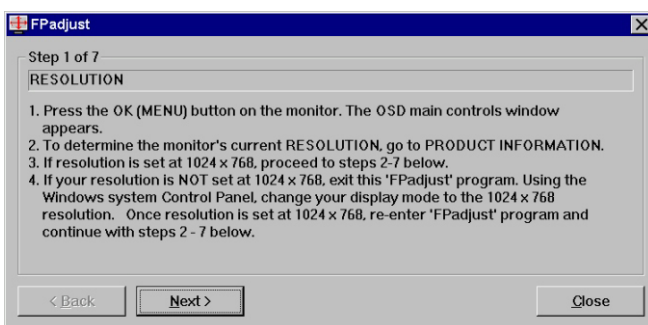 FPadjust
Step 1 of 7
RESOLUTION
1. Press the OK (MENU) button on the monitor. The OSD main controls window
appears.
2. To determine the monitor's current RESOLUTION, go to PRODUCT INFORMATION.
3. If resolution is set at 1024 x 768, proceed to steps 2-7 below.
4. If your resolution is NOT set at 1024 x 768, exit this 'FPadjust' program. Using the
Windows system Control Panel, change your display mode to the 1024 x 768
resolution. Once resolution is set at 1024 x 768, re-enter 'FPadjust' program and
continue with steps 2 - 7 below.
< Back Next > Close